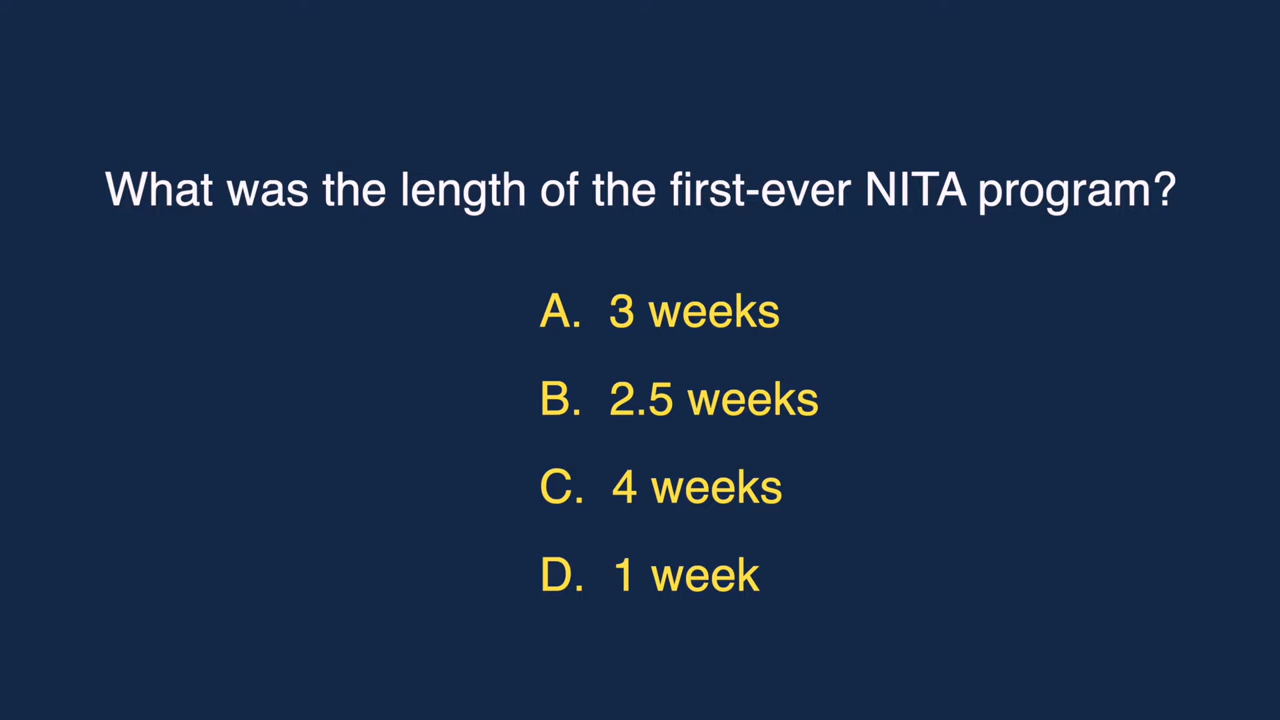 What was the length of the first-ever NITA program?
A. 3 weeks
B. 2.5 weeks
C. 4 weeks
D. 1 week